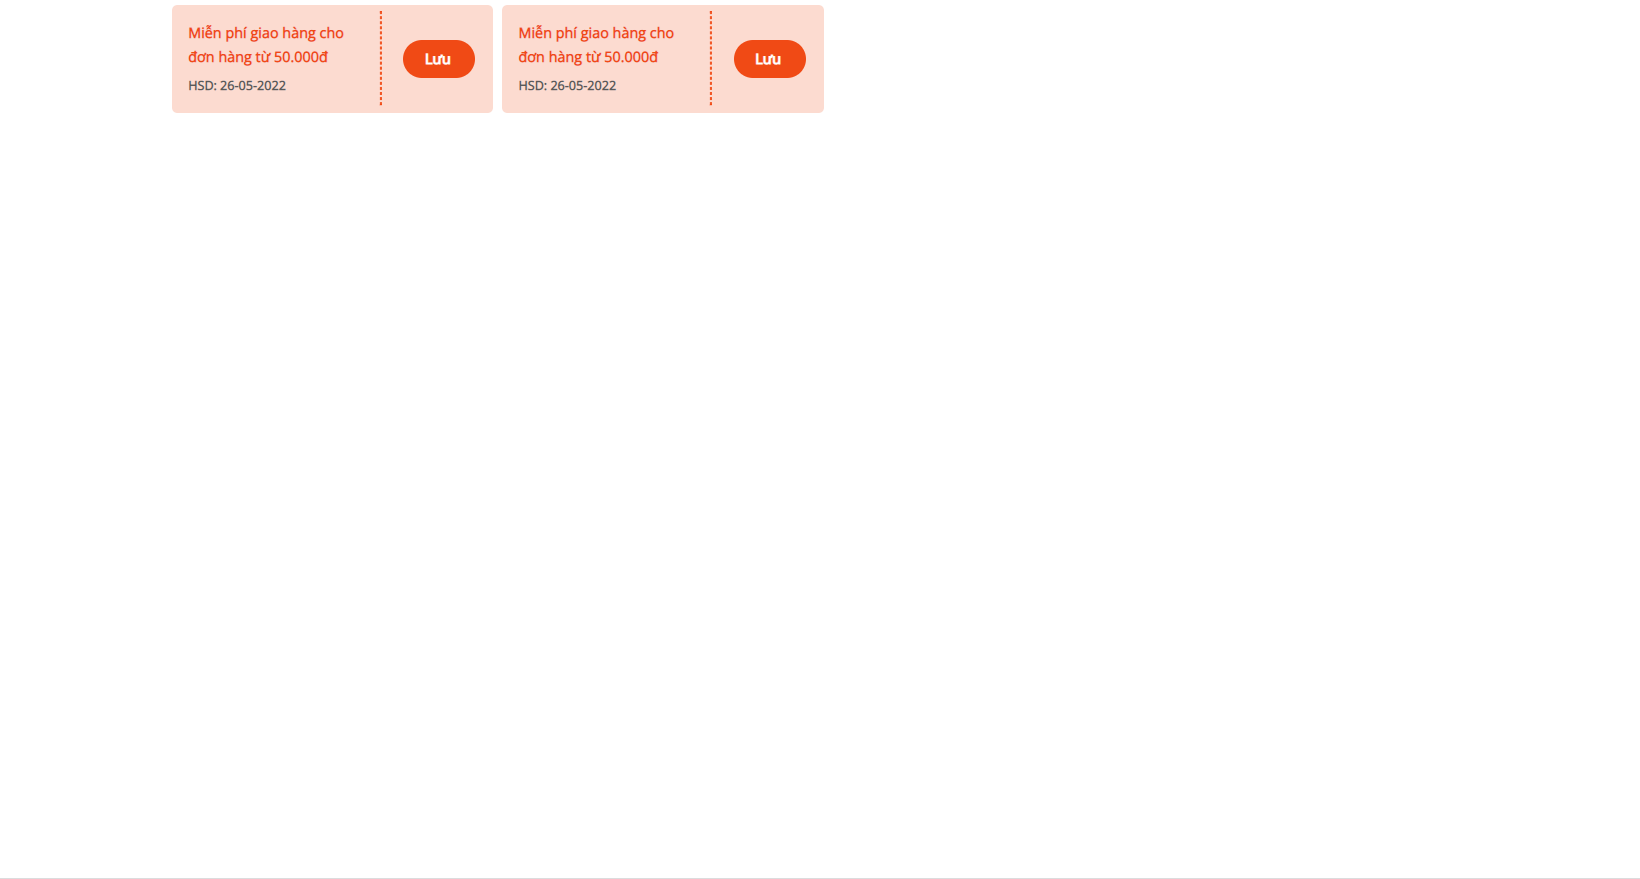 Miễn phí giao hàng cho
đơn hàng từ 50.000đ
HSD: 26-05-2022
Lưu
Miễn phí giao hàng cho
đơn hàng từ 50.000đ
HSD: 26-05-2022
Lưu